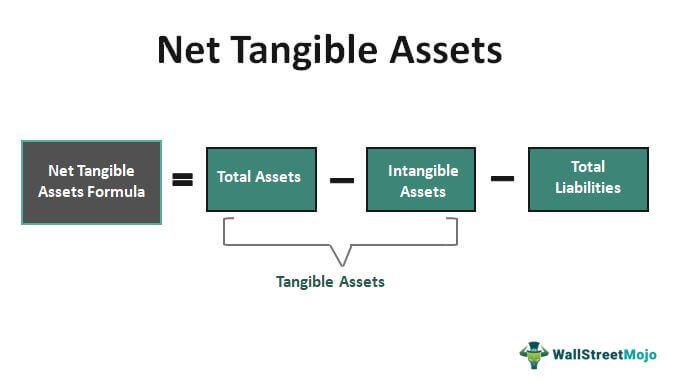 Net Tangible Assets
Net Tangible
Assets Formula
=
Total Assets
−
Intangible
Assets
−
Total
Liabilities
Tangible Assets
WallStreetMojo